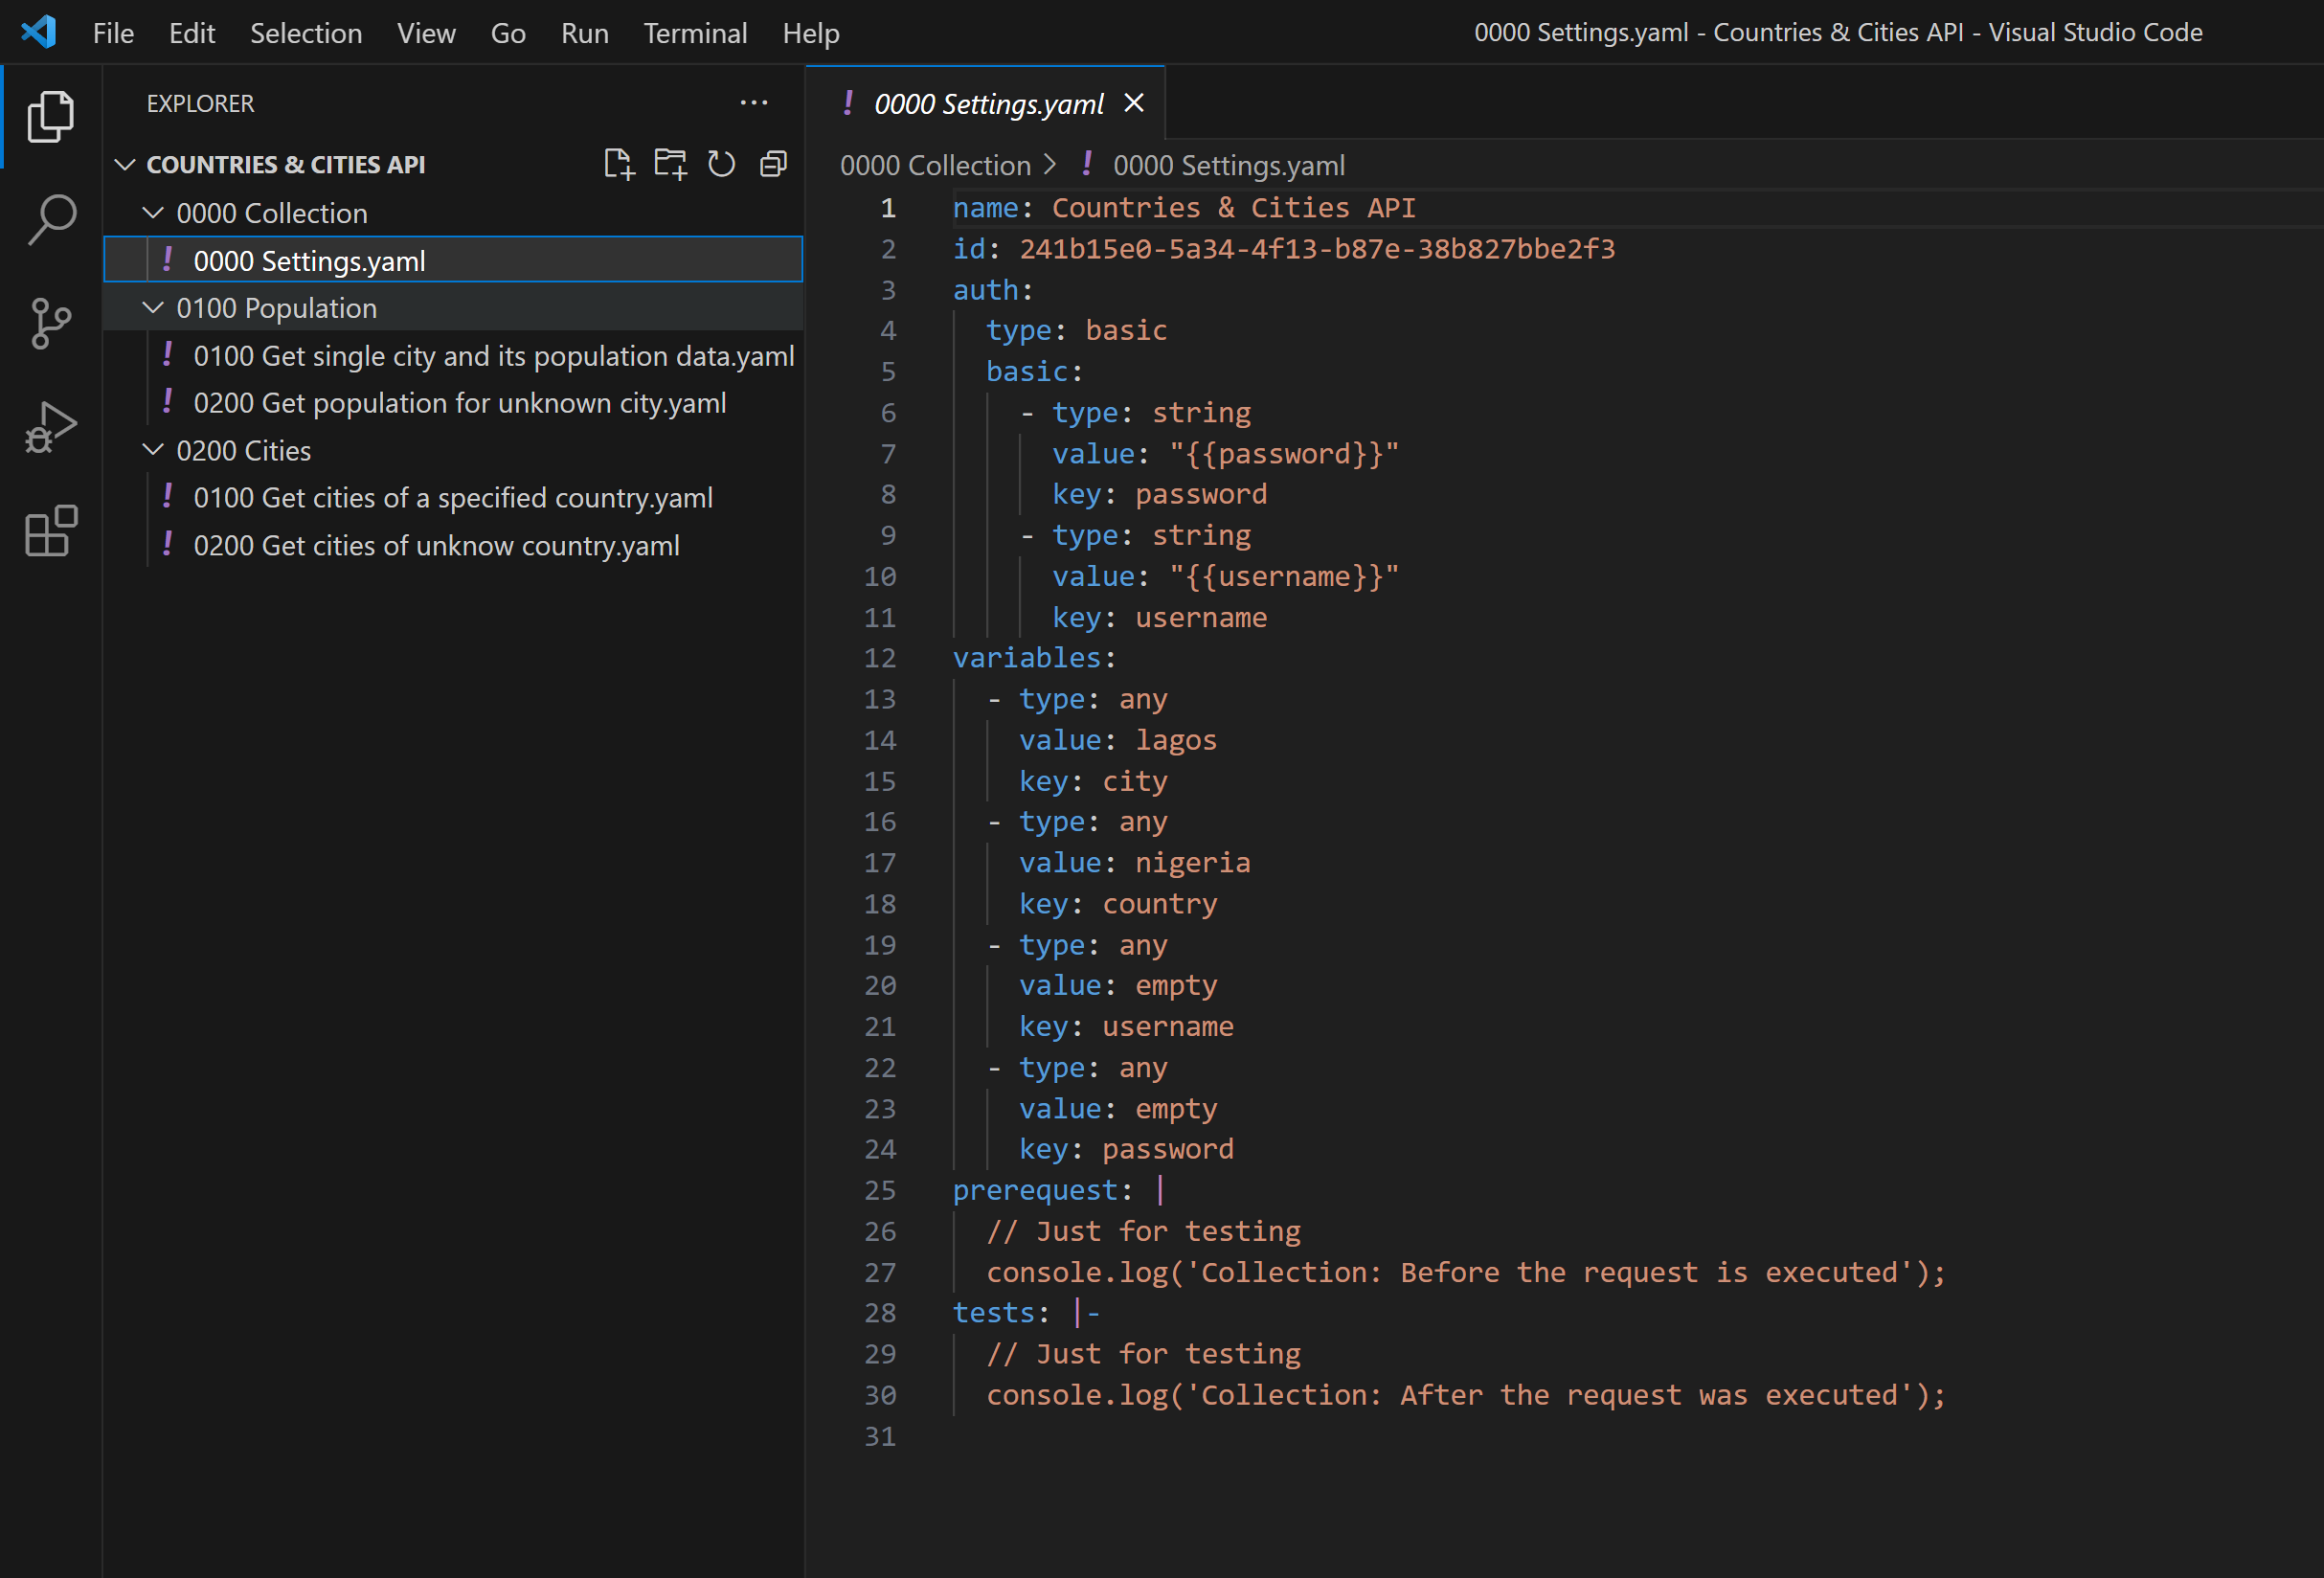 File Edit Selection View Go Run Terminal Help
0000 Settings.yaml - Countries & Cities API - Visual Studio Code
EXPLORER
COUNTRIES & CITIES API
0000 Collection
! 0000 Settings.yaml
0100 Population
! 0100 Get single city and its population data.yaml
! 0200 Get population for unknown city.yaml
0200 Cities
! 0100 Get cities of a specified country.yaml
! 0200 Get cities of unknow country.yaml
! 0000 Settings.yaml
0000 Collection > ! 0000 Settings.yaml
1 name: Countries & Cities API
2 id: 241b15e0-5a34-4f13-b87e-38b827bbe2f3
3 auth:
4   type: basic
5   basic:
6     - type: string
7       value: "{{password}}"
8       key: password
9     - type: string
10       value: "{{username}}"
11       key: username
12 variables:
13   - type: any
14     value: lagos
15     key: city
16   - type: any
17     value: nigeria
18     key: country
19   - type: any
20     value: empty
21     key: username
22   - type: any
23     value: empty
24     key: password
25 prerequest: |
26   // Just for testing
27   console.log('Collection: Before the request is executed');
28 tests: |-
29   // Just for testing
30   console.log('Collection: After the request was executed');
31